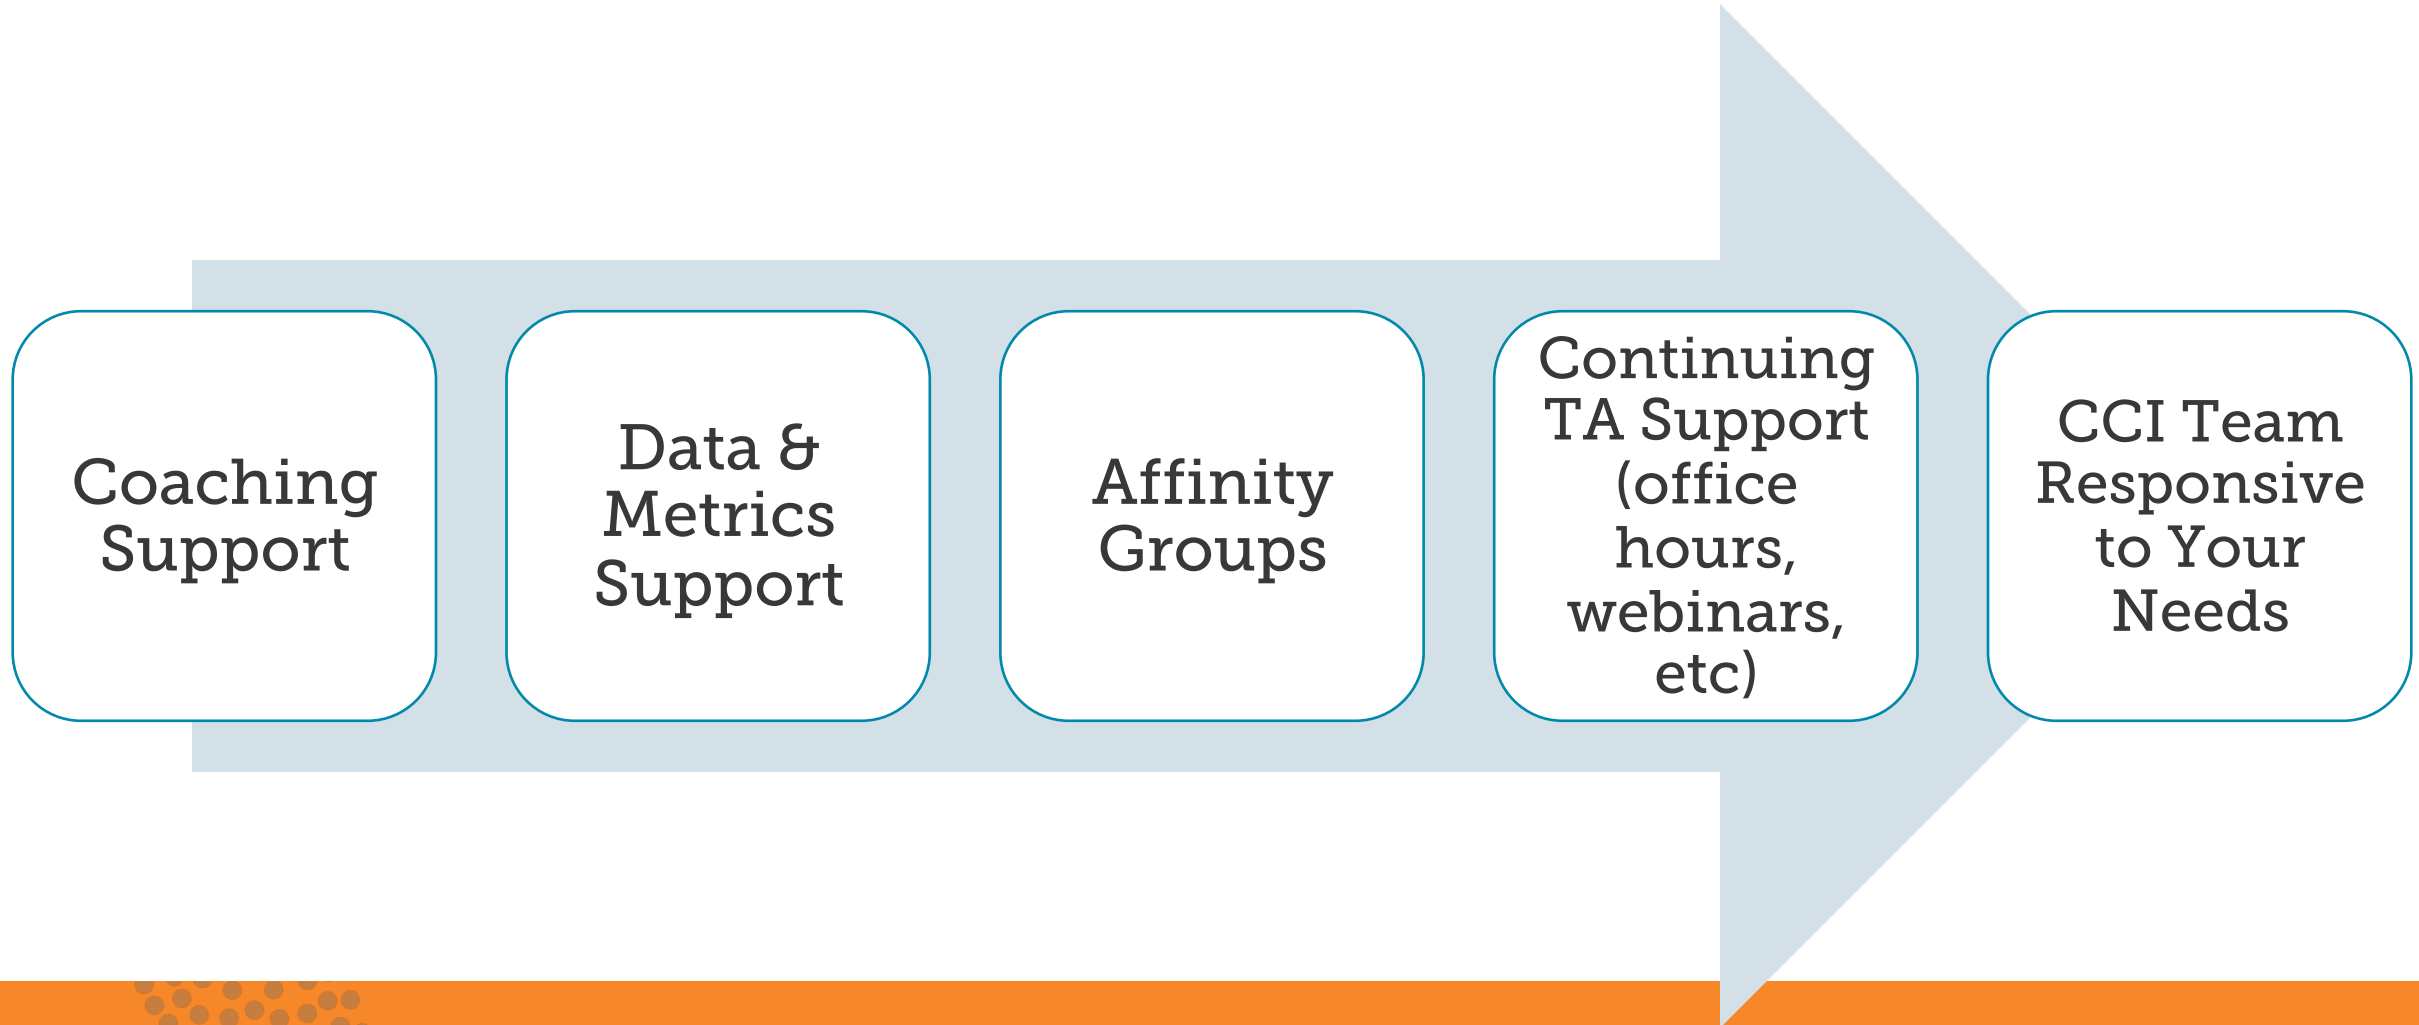 Coaching
Support
Data &
Metrics
Support
Affinity
Groups
Continuing
TA Support
(office
hours,
webinars,
etc)
CCI Team
Responsive
to Your
Needs